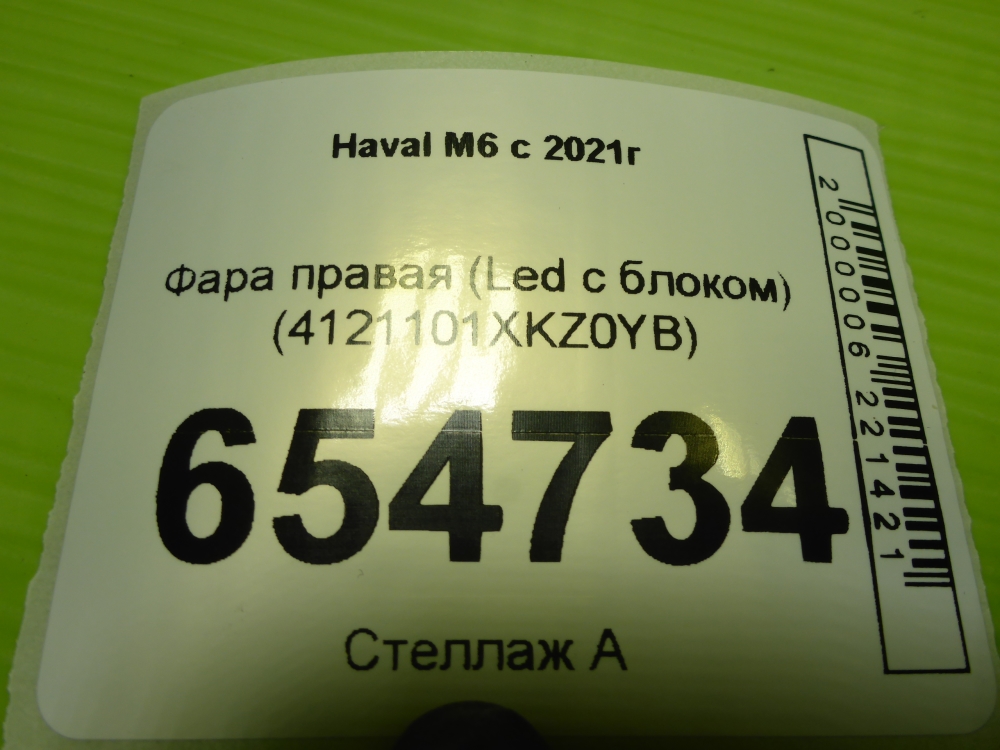 Haval M6 с 2021г
Фара правая (Led с блоком)
(4121101XKZ0YB)
654734
Стеллаж А
2000006221421